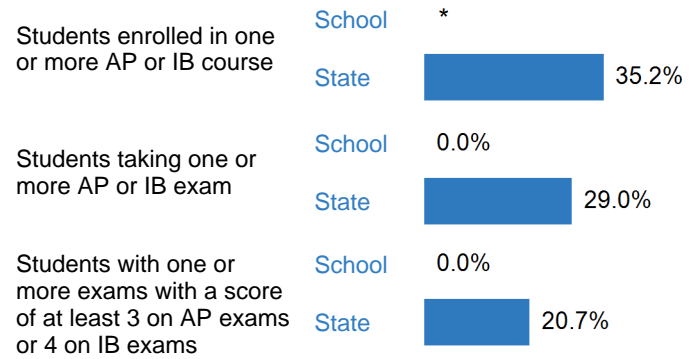 Students enrolled in one
or more AP or IB course
School *
State 35.2%
Students taking one or
more AP or IB exam
School 0.0%
State 29.0%
Students with one or
more exams with a score
of at least 3 on AP exams
or 4 on IB exams
School 0.0%
State 20.7%